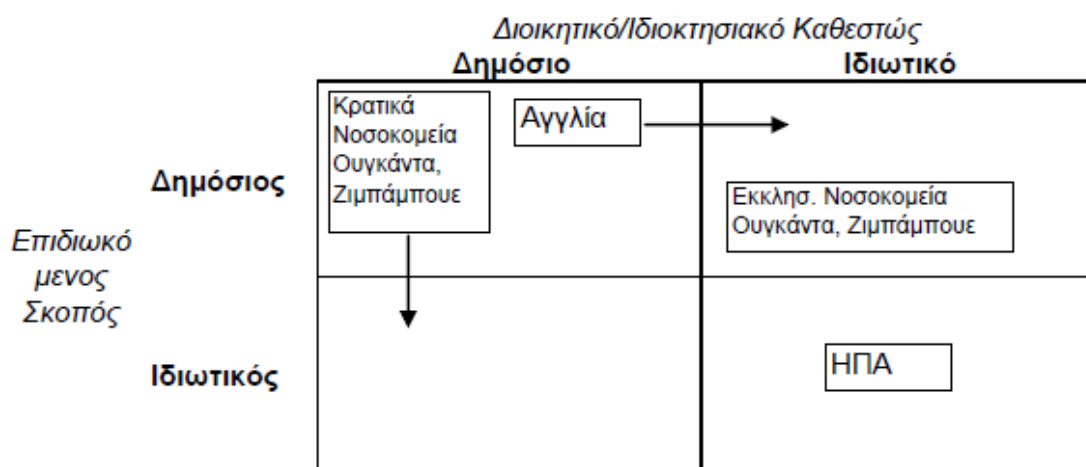 Διοικητικό/Ιδιοκτησιακό Καθεστώς
Δημόσιο
Ιδιωτικό
Κρατικά
Νοσοκομεία
Ουγκάντα,
Ζιμπάμπουε
Αγγλία
Δημόσιος
Εκκλησ. Νοσοκομεία
Ουγκάντα, Ζιμπάμπουε
Επιδιωκό
μενος
Σκοπός
Ιδιωτικός
ΗΠΑ